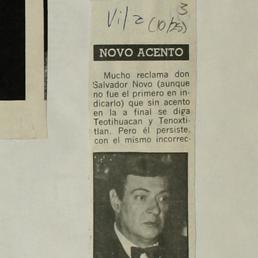 Vila 3
(10/25)
NOVO ACENTO
Mucho reclama don
Salvador Novo (aunque
no fue el primero en in-
dicarlo) que sin acento
en la a final se diga
Teotihuacan y Tenoxti-
tlan. Pero él persiste,
con el mismo incorrec-